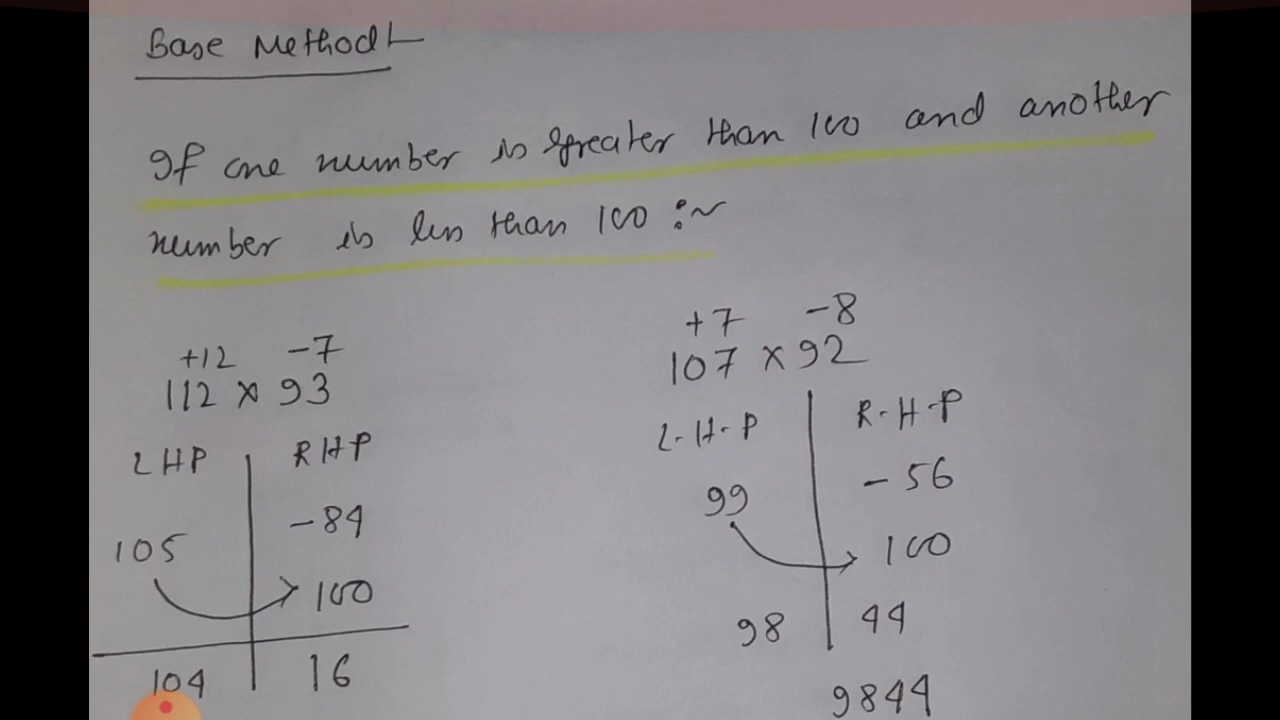 Base Method
If one number is greater than 100 and another
number is less than 100 :~
+12 -7
112 × 93
LHP RHP
-84
105
100
104 16
+7 -8
107 × 92
L-H-P R-H-P
-56
99
100
98 44
9844